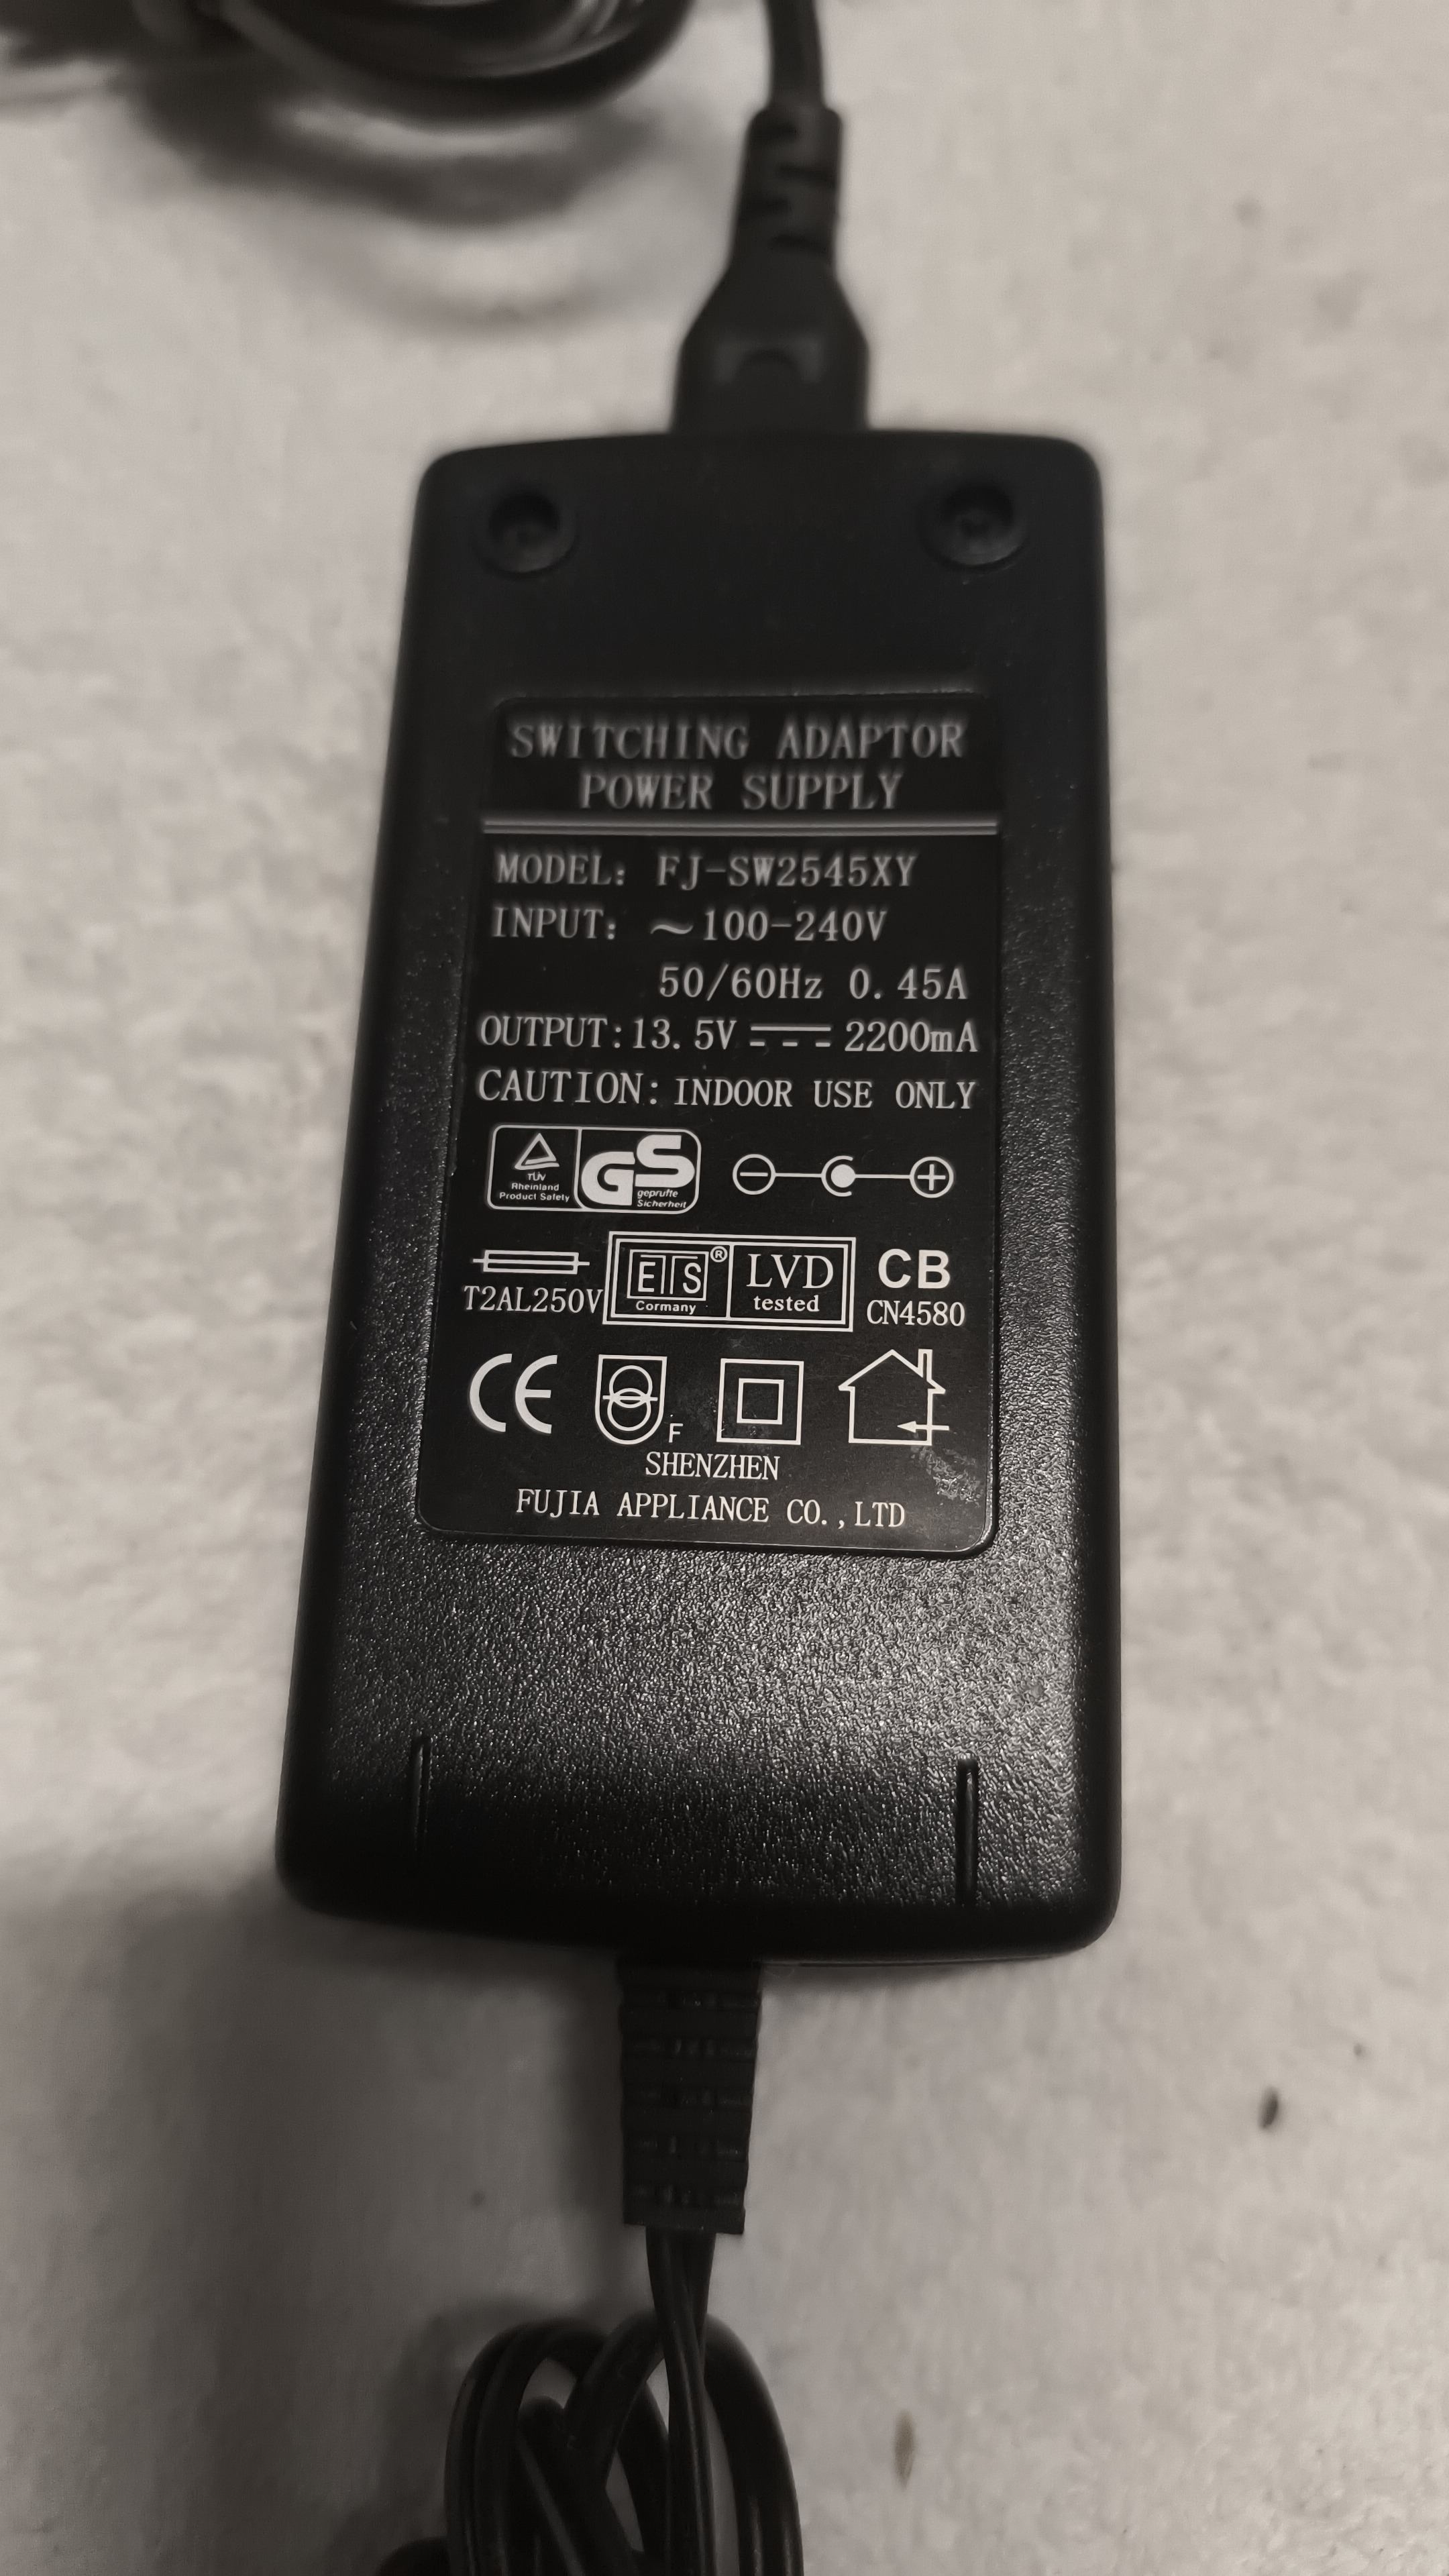 SWITCHING ADAPTOR
POWER SUPPLY
MODEL: FJ-SW2545XY
INPUT: ~100-240V
50/60Hz 0.45A
OUTPUT:13.5V ⎓ 2200mA
CAUTION: INDOOR USE ONLY
TÜV
Rheinland
Product Safety
GS
geprufte
Sicherheit
T2AL250V
ETS®
Cormany
LVD
tested
CB
CN4580
CE
F
SHENZHEN
FUJIA APPLIANCE CO.,LTD